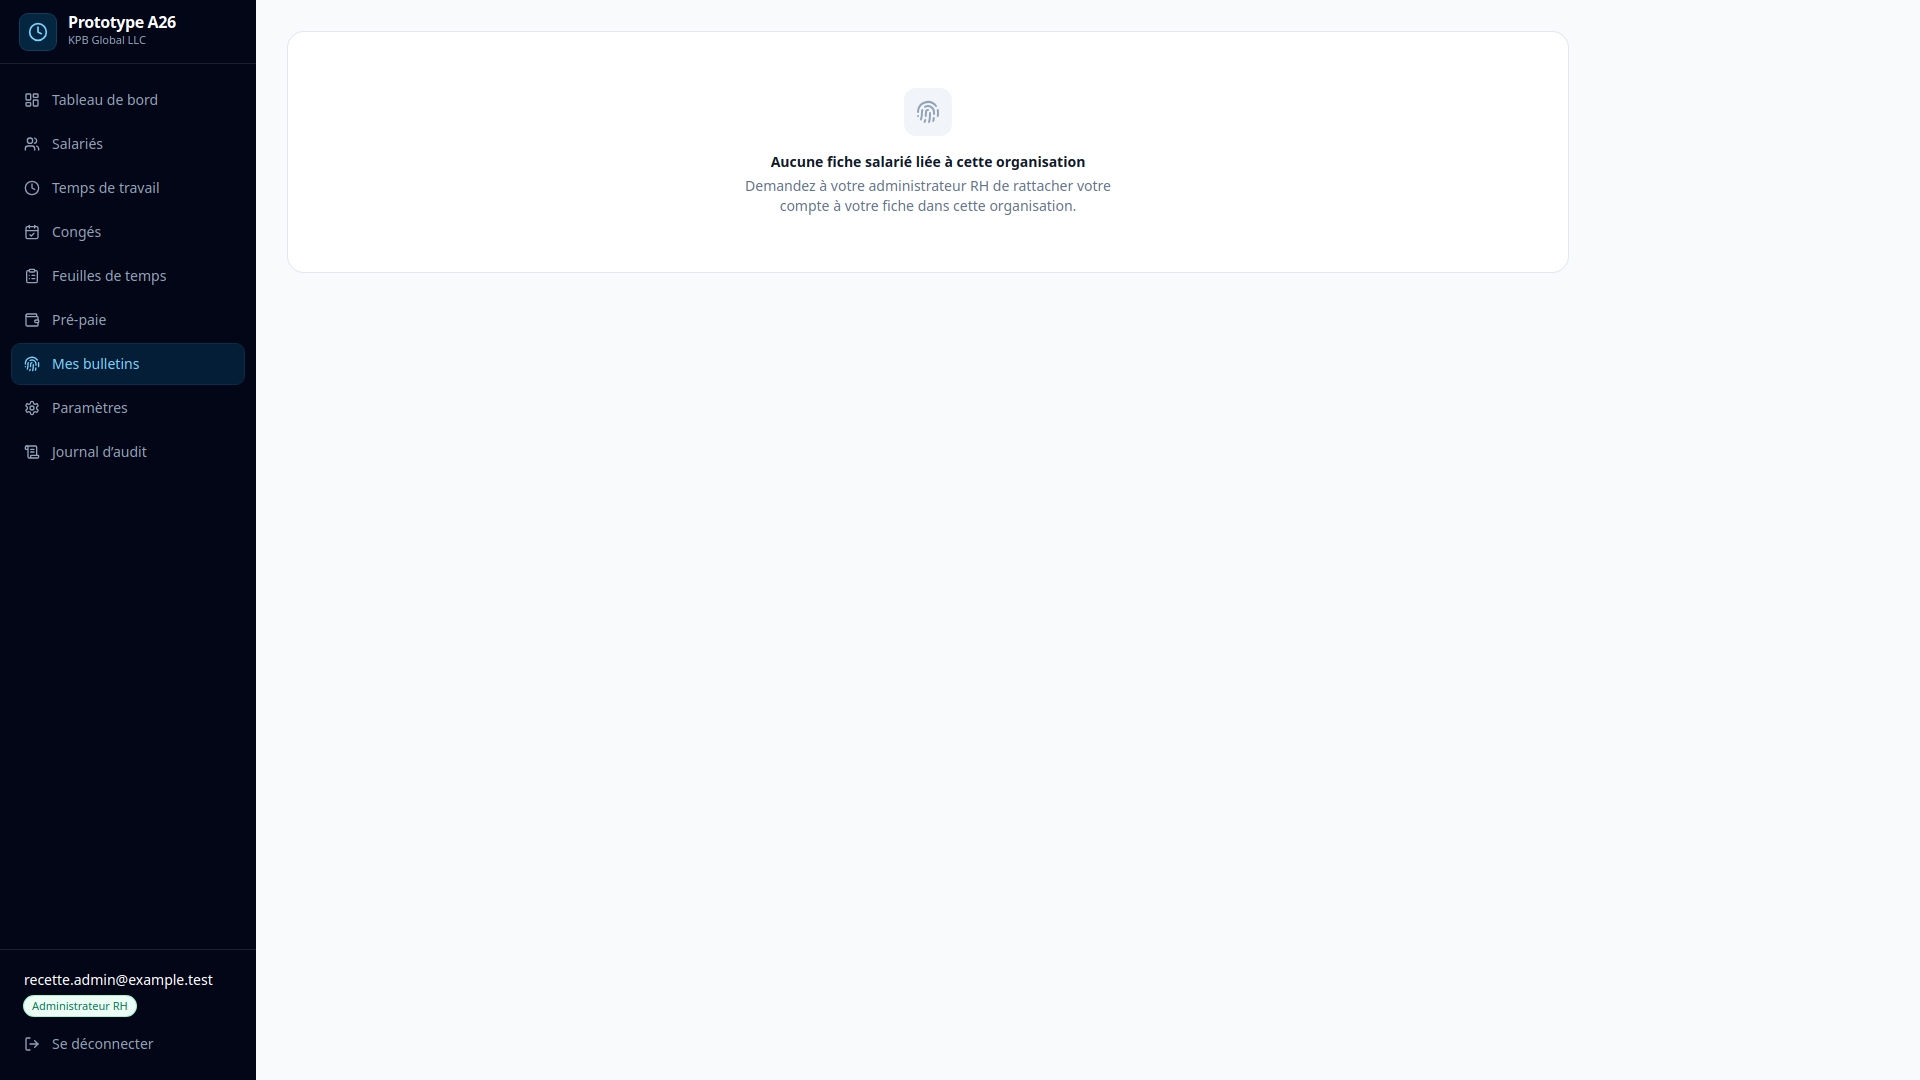 Prototype A26
KPB Global LLC
Tableau de bord
Salariés
Temps de travail
Congés
Feuilles de temps
Pré-paie
Mes bulletins
Paramètres
Journal d’audit
recette.admin@example.test
Administrateur RH
Se déconnecter
Aucune fiche salarié liée à cette organisation
Demandez à votre administrateur RH de rattacher votre
compte à votre fiche dans cette organisation.